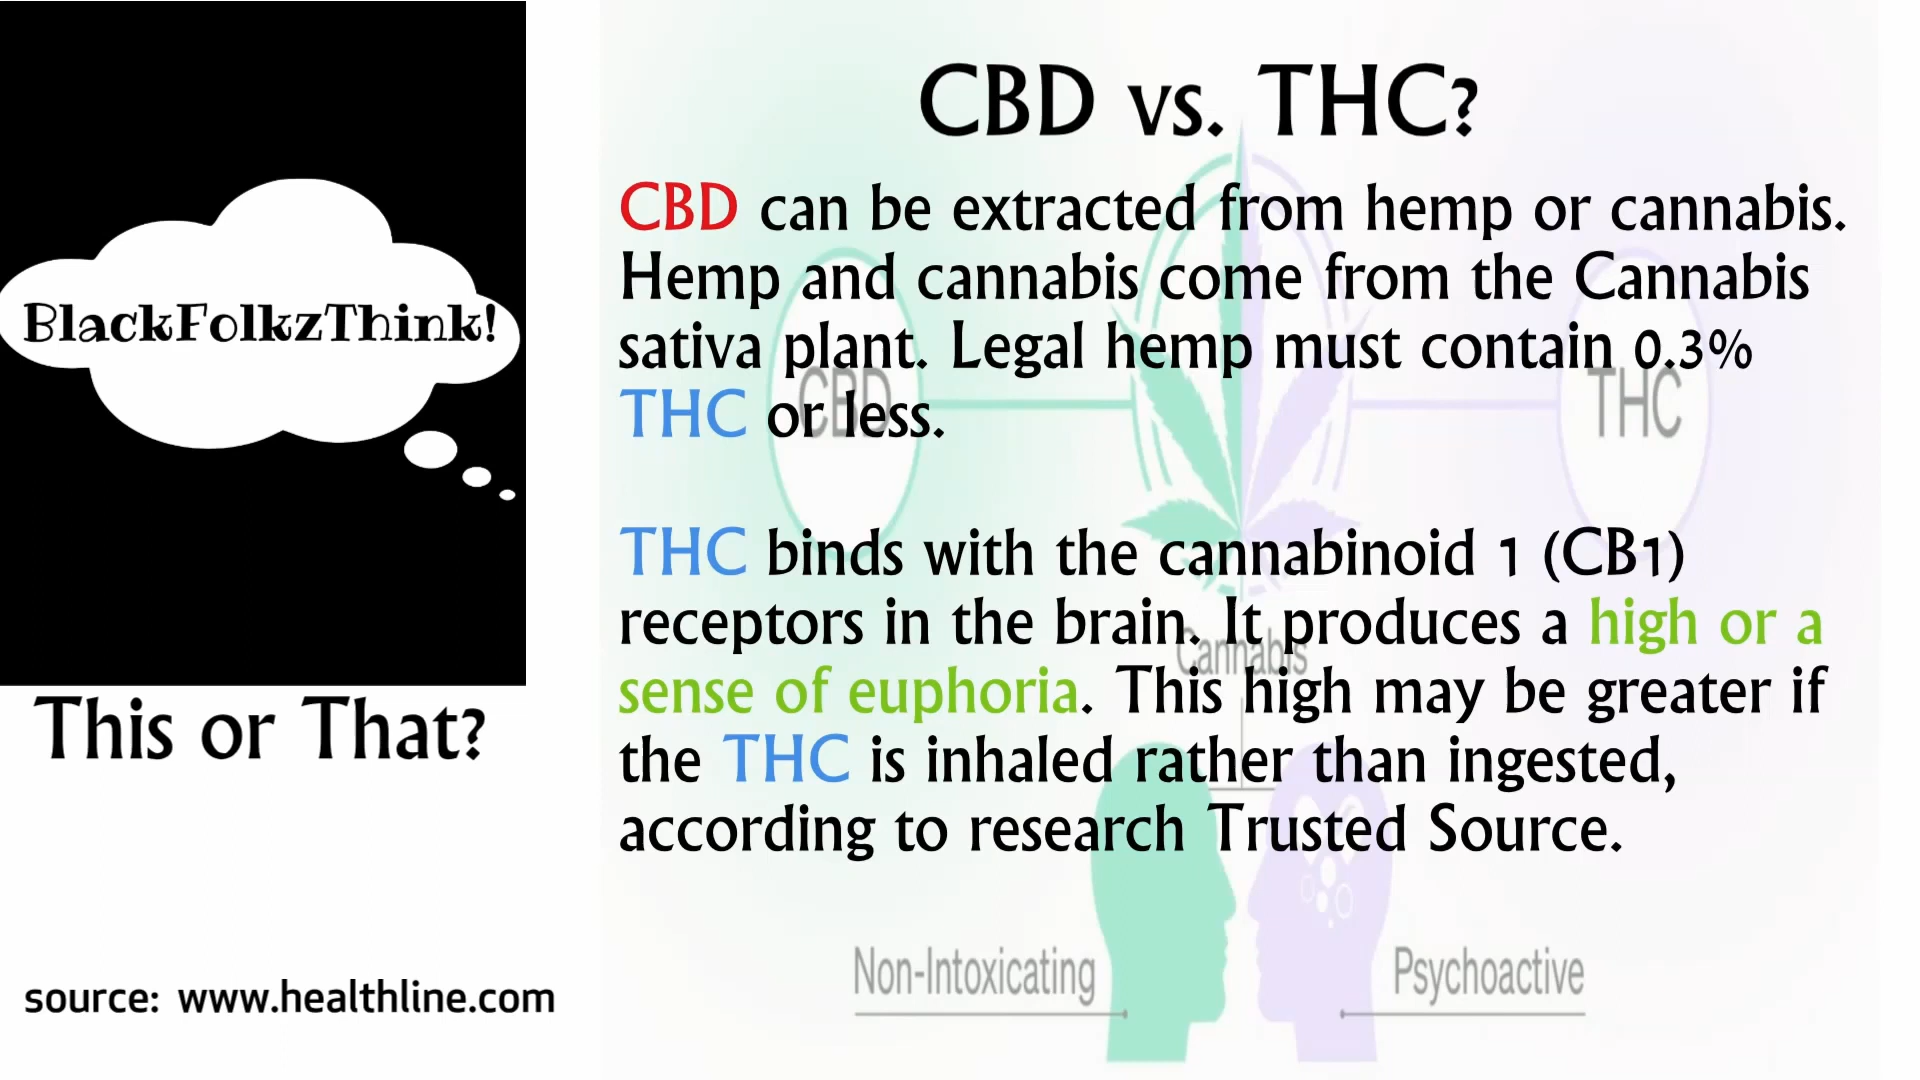 BlackFolkzThink!
This or That?
source: www.healthline.com
CBD vs. THC?
CBD can be extracted from hemp or cannabis.
Hemp and cannabis come from the Cannabis
sativa plant. Legal hemp must contain 0.3%
THC or less.
THC binds with the cannabinoid 1 (CB1)
receptors in the brain. It produces a high or a
sense of euphoria. This high may be greater if
the THC is inhaled rather than ingested,
according to research Trusted Source.
CBD
THC
Cannabis
Non-Intoxicating
Psychoactive